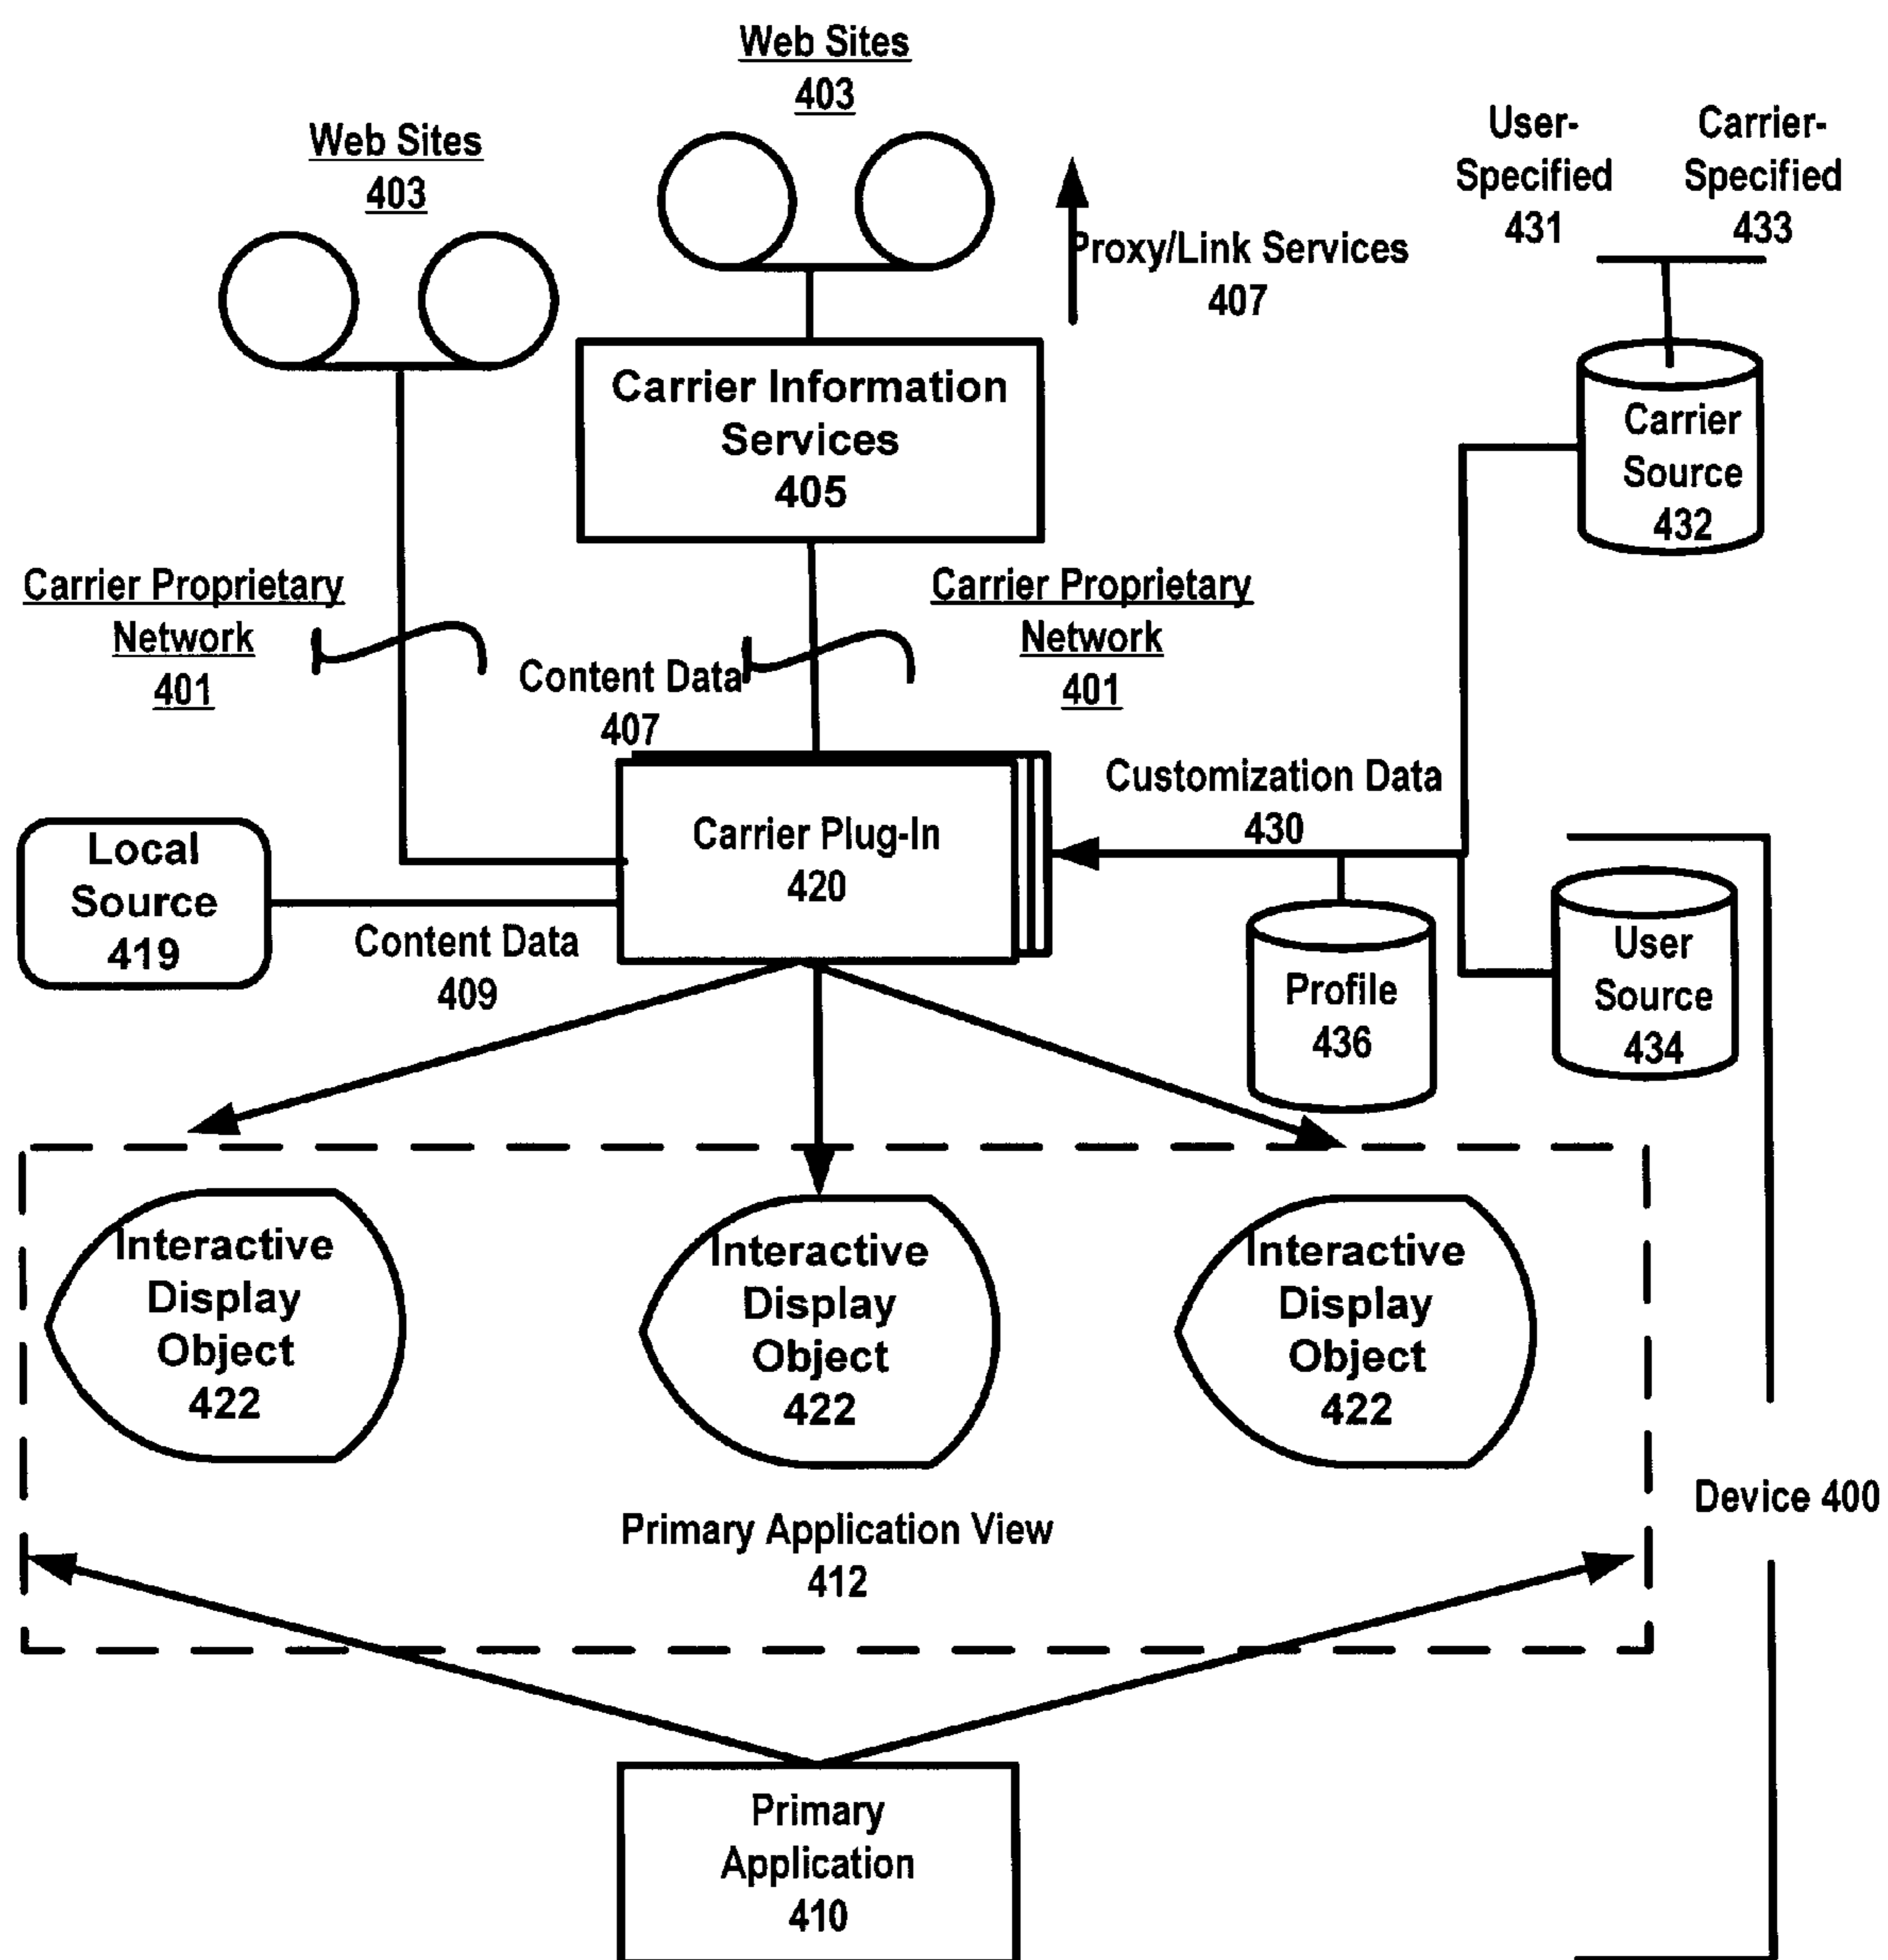 Web Sites
403
Web Sites
403
User-
Specified
431
Carrier-
Specified
433
Proxy/Link Services
407
Carrier Information
Services
405
Carrier
Source
432
Carrier Proprietary
Network
401
Carrier Proprietary
Network
401
Content Data
407
Customization Data
430
Carrier Plug-In
420
Local
Source
419
Content Data
409
Profile
436
User
Source
434
Interactive
Display
Object
422
Interactive
Display
Object
422
Interactive
Display
Object
422
Device 400
Primary Application View
412
Primary
Application
410